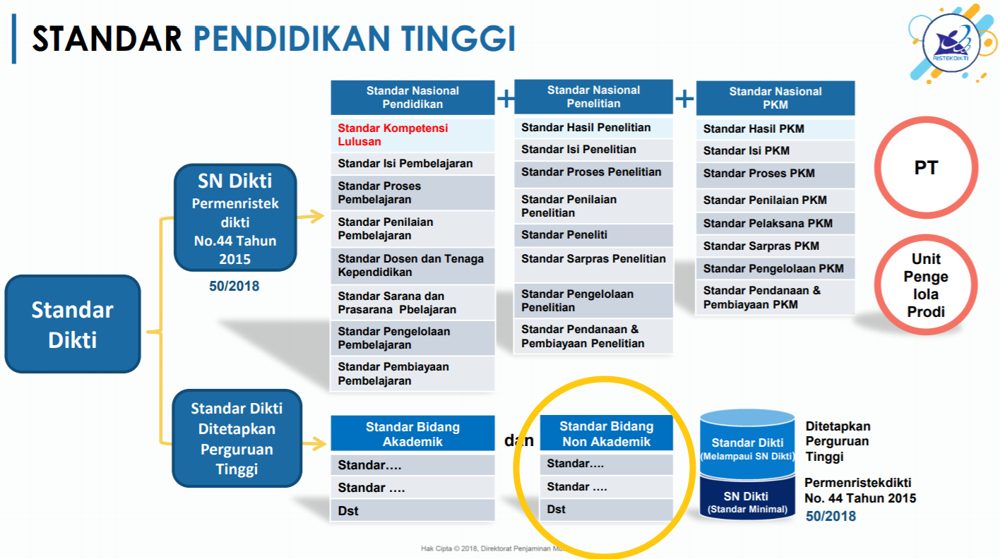 STANDAR PENDIDIKAN TINGGI
RISTEKDIKTI
Standar
Dikti
SN Dikti
Permenristek
dikti
No.44 Tahun
2015
50/2018
Standar Nasional
Pendidikan
Standar Kompetensi
Lulusan
Standar Isi Pembelajaran
Standar Proses
Pembelajaran
Standar Penilaian
Pembelajaran
Standar Dosen dan Tenaga
Kependidikan
Standar Sarana dan
Prasarana Pbelajaran
Standar Pengelolaan
Pembelajaran
Standar Pembiayaan
Pembelajaran
+
Standar Nasional
Penelitian
Standar Hasil Penelitian
Standar Isi Penelitian
Standar Proses Penelitian
Standar Penilaian
Penelitian
Standar Peneliti
Standar Sarpras Penelitian
Standar Pengelolaan
Penelitian
Standar Pendanaan &
Pembiayaan Penelitian
+
Standar Nasional
PKM
Standar Hasil PKM
Standar Isi PKM
Standar Proses PKM
Standar Penilaian PKM
Standar Pelaksana PKM
Standar Sarpras PKM
Standar Pengelolaan PKM
Standar Pendanaan &
Pembiayaan PKM
PT
Unit
Penge
lola
Prodi
Standar Dikti
Ditetapkan
Perguruan
Tinggi
Standar Bidang
Akademik
Standar....
Standar ....
Dst
dan
Standar Bidang
Non Akademik
Standar....
Standar ....
Dst
Standar Dikti
(Melampaui SN Dikti)
SN Dikti
(Standar Minimal)
Ditetapkan
Perguruan
Tinggi
Permenristekdikti
No. 44 Tahun 2015
50/2018
Hak Cipta © 2018, Direktorat Penjaminan